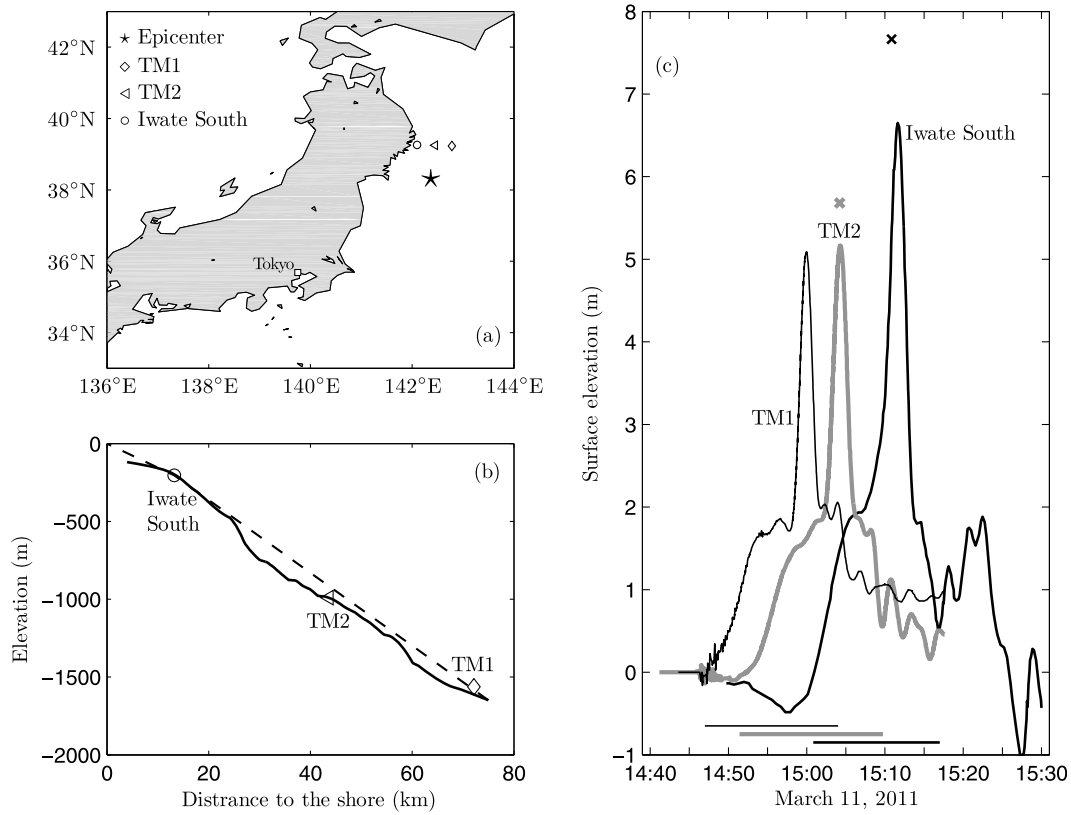 42°N
40°N
38°N
36°N
34°N
Epicenter
TM1
TM2
Iwate South
Tokyo
(a)
136°E
138°E
140°E
142°E
144°E
0
−500
−1000
−1500
−2000
Elevation (m)
(b)
Iwate
South
TM2
TM1
0
20
40
60
80
Distrance to the shore (km)
8
7
6
5
4
3
2
1
0
−1
Surface elevation (m)
(c)
Iwate South
TM2
TM1
14:40
14:50
15:00
15:10
15:20
15:30
March 11, 2011